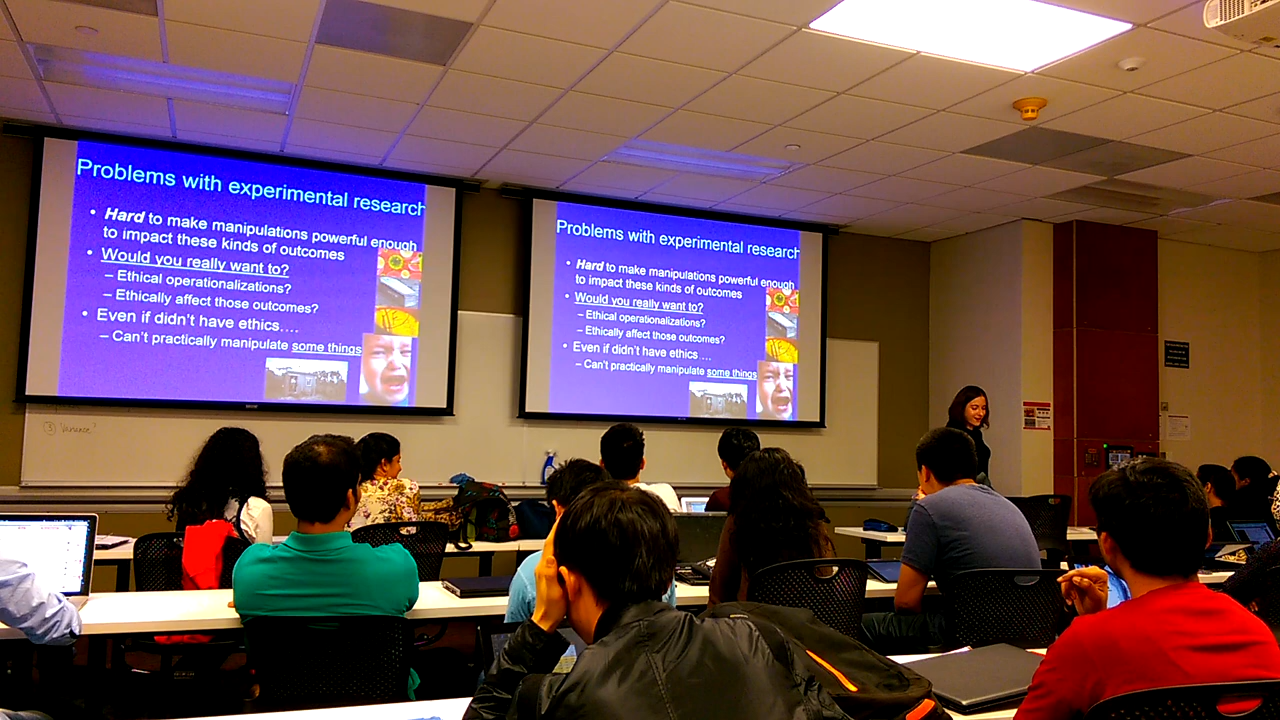 Problems with experimental research
• Hard to make manipulations powerful enough
to impact these kinds of outcomes
• Would you really want to?
– Ethical operationalizations?
– Ethically affect those outcomes?
• Even if didn't have ethics….
– Can't practically manipulate some things
Problems with experimental research
• Hard to make manipulations powerful enough
to impact these kinds of outcomes
• Would you really want to?
– Ethical operationalizations?
– Ethically affect those outcomes?
• Even if didn't have ethics….
– Can't practically manipulate some things
③ Variance?